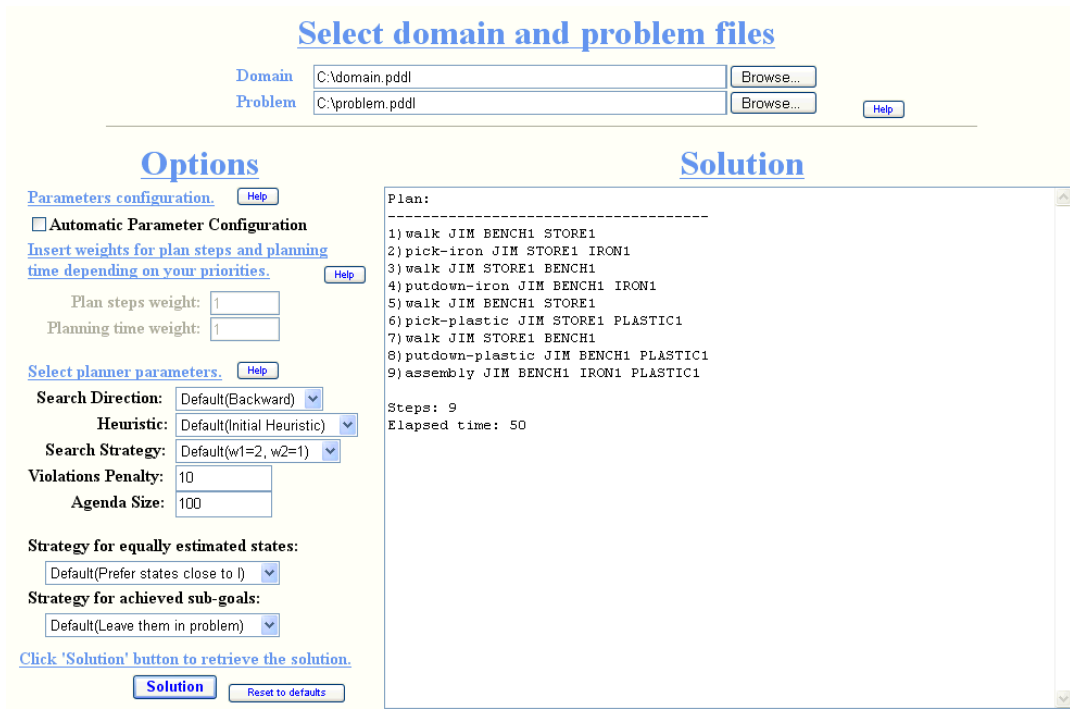 Select domain and problem files
Domain C:\domain.pddl Browse...
Problem C:\problem.pddl Browse... Help
Options
Parameters configuration. Help
Automatic Parameter Configuration
Insert weights for plan steps and planning
time depending on your priorities. Help
Plan steps weight: 1
Planning time weight: 1
Select planner parameters. Help
Search Direction: Default(Backward)
Heuristic: Default(Initial Heuristic)
Search Strategy: Default(w1=2, w2=1)
Violations Penalty: 10
Agenda Size: 100
Strategy for equally estimated states:
Default(Prefer states close to I)
Strategy for achieved sub-goals:
Default(Leave them in problem)
Click 'Solution' button to retrieve the solution.
Solution Reset to defaults
Solution
Plan:
-------------------------------------
1)walk JIM BENCH1 STORE1
2)pick-iron JIM STORE1 IRON1
3)walk JIM STORE1 BENCH1
4)putdown-iron JIM BENCH1 IRON1
5)walk JIM BENCH1 STORE1
6)pick-plastic JIM STORE1 PLASTIC1
7)walk JIM STORE1 BENCH1
8)putdown-plastic JIM BENCH1 PLASTIC1
9)assembly JIM BENCH1 IRON1 PLASTIC1
Steps: 9
Elapsed time: 50